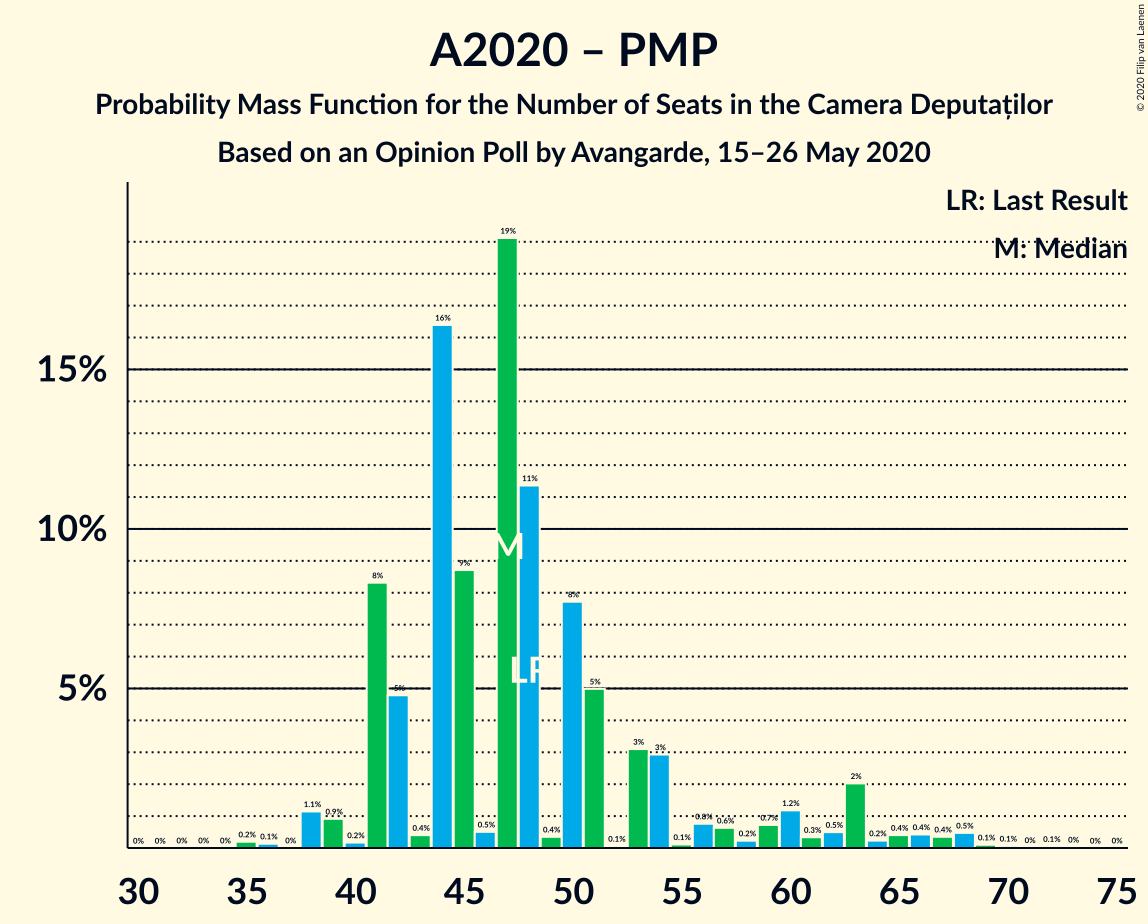 A2020 – PMP
Probability Mass Function for the Number of Seats in the Camera Deputaților
Based on an Opinion Poll by Avangarde, 15–26 May 2020
© 2020 Filip van Laenen
LR: Last Result
M: Median
15%
10%
5%
0% 0% 0% 0% 0% 0.2% 0.1% 0% 1.1% 0.9% 0.2% 8% 5% 0.4% 16% 9% 0.5% 19% 11% 0.4% 8% 5% 0.1% 3% 3% 0.1% 0.8% 0.6% 0.2% 0.7% 1.2% 0.3% 0.5% 2% 0.2% 0.4% 0.4% 0.4% 0.5% 0.1% 0.1% 0% 0.1% 0% 0% 0%
M
LR
30 35 40 45 50 55 60 65 70 75